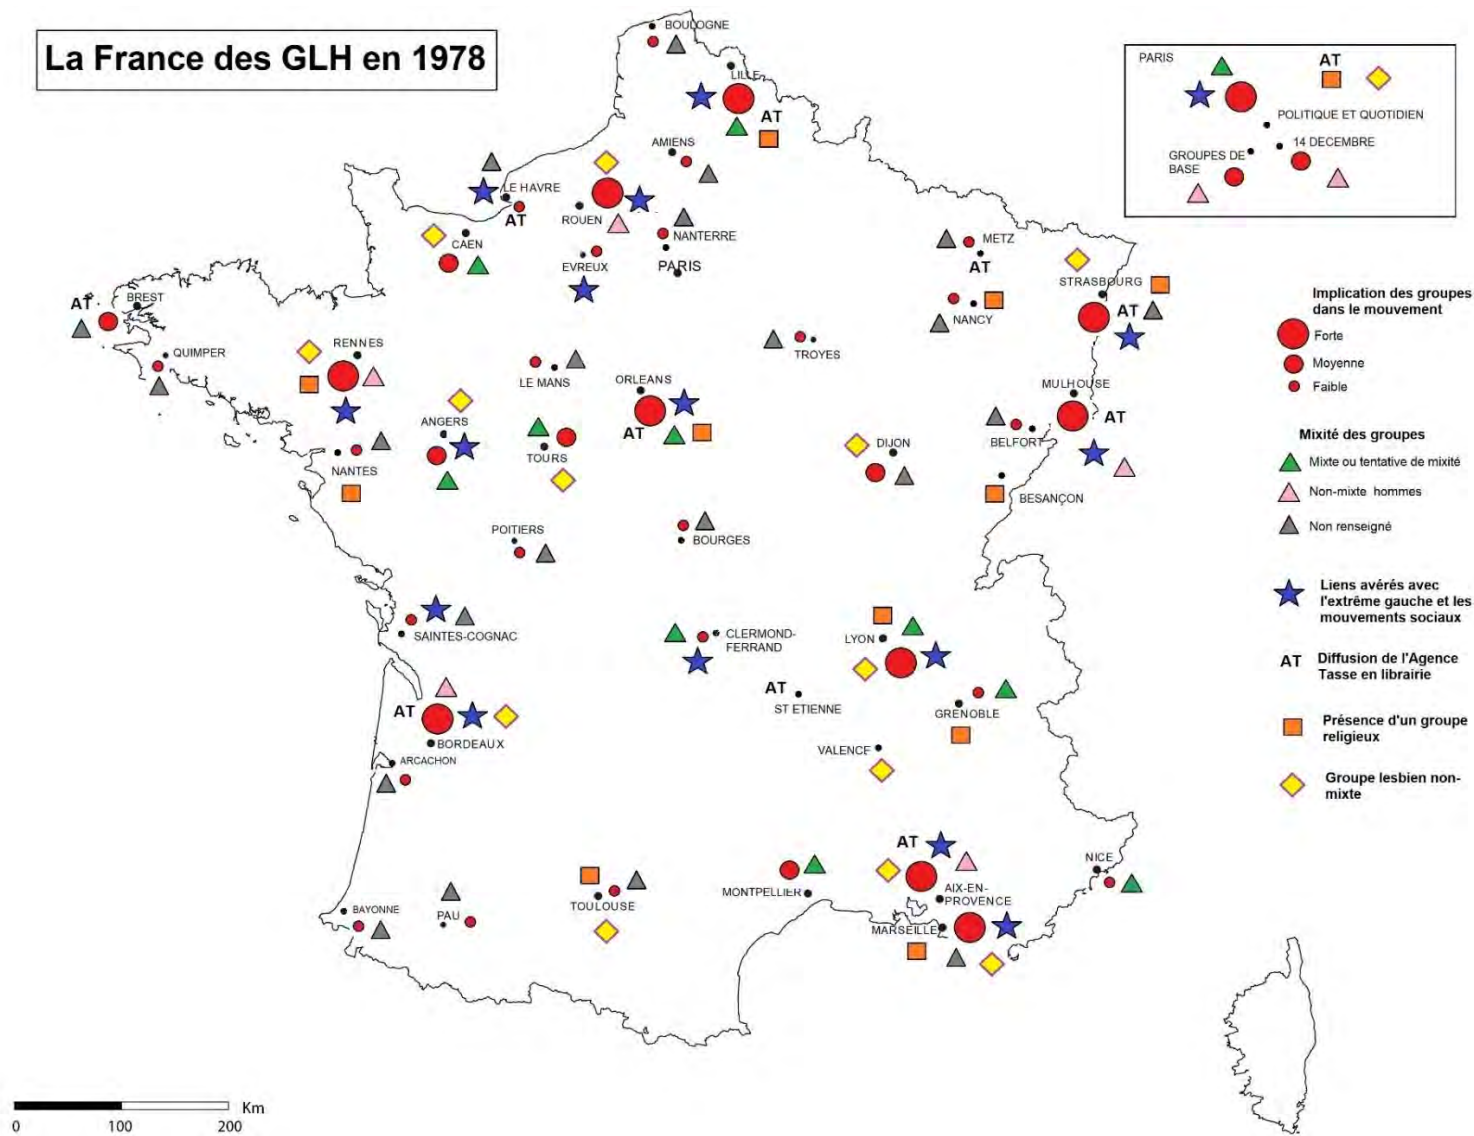 La France des GLH en 1978
BOULOGNE
LILLE
AT
AMIENS
LE HAVRE
AT
ROUEN
CAEN
EVREUX
NANTERRE
PARIS
METZ
AT
NANCY
STRASBOURG
AT
AT
BREST
QUIMPER
RENNES
LE MANS
TROYES
ORLEANS
AT
MULHOUSE
AT
ANGERS
TOURS
DIJON
BELFORT
NANTES
BESANÇON
POITIERS
BOURGES
SAINTES-COGNAC
CLERMOND-
FERRAND
LYON
AT
ST ETIENNE
GRENOBLE
AT
BORDEAUX
VALENCE
ARCACHON
AT
AIX-EN-
PROVENCE
NICE
MONTPELLIER
TOULOUSE
MARSEILLE
BAYONNE
PAU
PARIS
AT
POLITIQUE ET QUOTIDIEN
14 DECEMBRE
GROUPES DE
BASE
Implication des groupes
dans le mouvement
Forte
Moyenne
Faible
Mixité des groupes
Mixte ou tentative de mixité
Non-mixte hommes
Non renseigné
Liens avérés avec
l'extrême gauche et les
mouvements sociaux
AT
Diffusion de l'Agence
Tasse en librairie
Présence d'un groupe
religieux
Groupe lesbien non-
mixte
Km
0 100 200